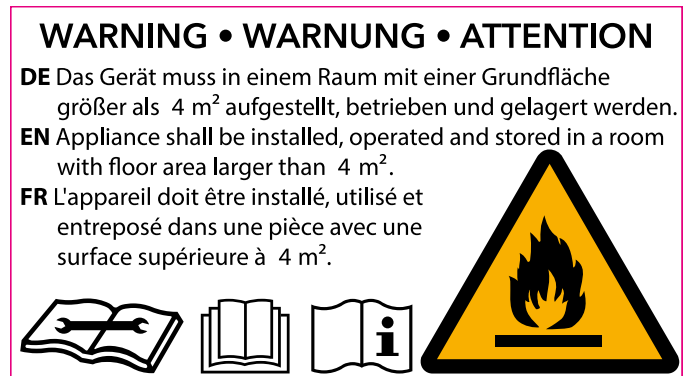 WARNING • WARNUNG • ATTENTION
DE Das Gerät muss in einem Raum mit einer Grundfläche
größer als 4 m² aufgestellt, betrieben und gelagert werden.
EN Appliance shall be installed, operated and stored in a room
with floor area larger than 4 m².
FR L'appareil doit être installé, utilisé et
entreposé dans une pièce avec une
surface supérieure à 4 m².
i